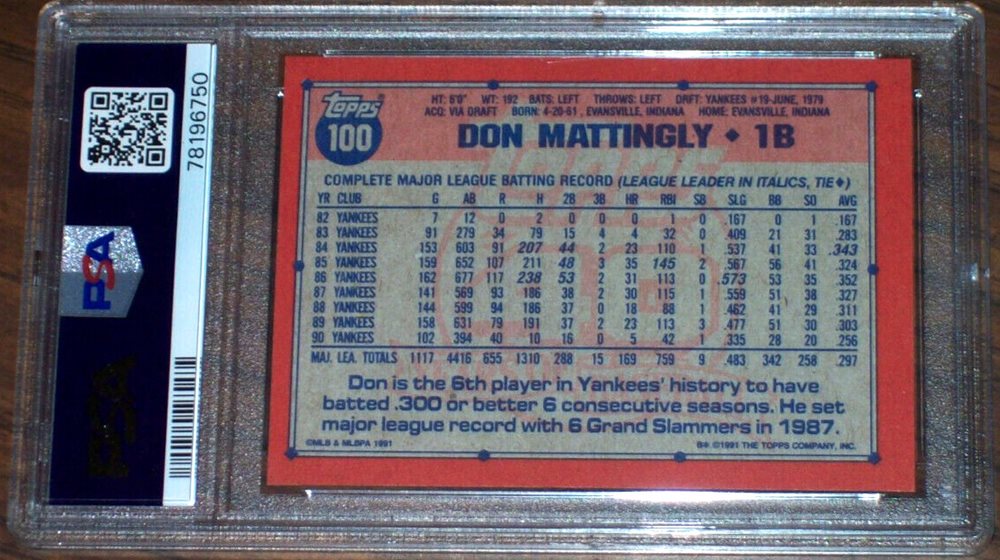 78196750
PSA
PSA
Topps®
100
HT: 6'0" WT: 192 BATS: LEFT THROWS: LEFT DRFT: YANKEES #19-JUNE, 1979
ACQ: VIA DRAFT BORN: 4-20-61, EVANSVILLE, INDIANA HOME: EVANSVILLE, INDIANA
DON MATTINGLY ◆ 1B
COMPLETE MAJOR LEAGUE BATTING RECORD (LEAGUE LEADER IN ITALICS, TIE◆)
YR CLUB G AB R H 2B 3B HR RBI SB SLG BB SO AVG
82 YANKEES 7 12 0 2 0 0 0 1 0 .167 0 1 .167
83 YANKEES 91 279 34 79 15 4 4 32 0 .409 21 31 .283
84 YANKEES 153 603 91 207 44 2 23 110 1 .537 41 33 .343
85 YANKEES 159 652 107 211 48 3 35 145 2 .567 56 41 .324
86 YANKEES 162 677 117 238 53 2 31 113 0 .573 53 35 .352
87 YANKEES 141 569 93 186 38 2 30 115 1 .559 51 38 .327
88 YANKEES 144 599 94 186 37 0 18 88 1 .462 41 29 .311
89 YANKEES 158 631 79 191 37 2 23 113 3 .477 51 30 .303
90 YANKEES 102 394 40 10 16 0 5 42 1 .335 28 20 .256
MAJ. LEA. TOTALS 1117 4416 655 1310 288 15 169 759 9 .483 342 258 .297
Don is the 6th player in Yankees' history to have
batted .300 or better 6 consecutive seasons. He set
major league record with 6 Grand Slammers in 1987.
©MLB & MLBPA 1991 B* ©1991 THE TOPPS COMPANY, INC.